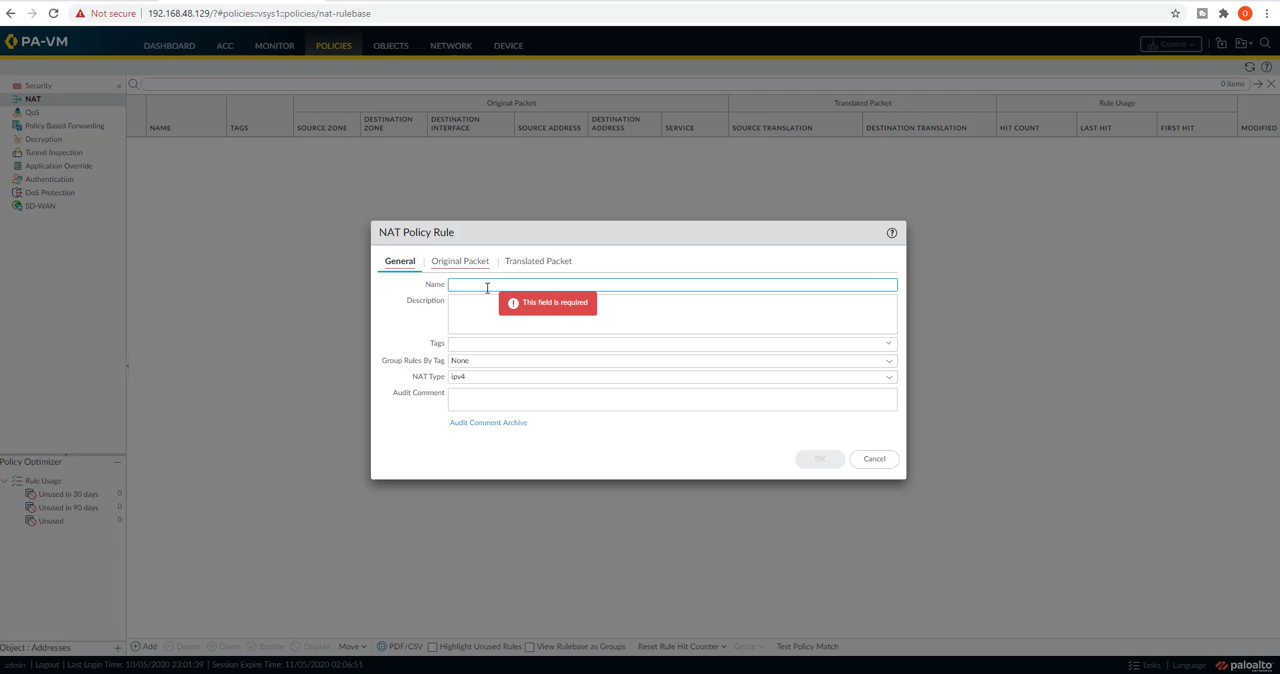 Not secure | 192.168.48.129/?#policies::vsys1::policies/nat-rulebase
O
PA-VM
DASHBOARD ACC MONITOR POLICIES OBJECTS NETWORK DEVICE
Commit
0 items
Security
NAT
QoS
Policy Based Forwarding
Decryption
Tunnel Inspection
Application Override
Authentication
DoS Protection
SD-WAN
Original Packet Translated Packet Rule Usage
NAME TAGS SOURCE ZONE DESTINATION ZONE DESTINATION INTERFACE SOURCE ADDRESS DESTINATION ADDRESS SERVICE SOURCE TRANSLATION DESTINATION TRANSLATION HIT COUNT LAST HIT FIRST HIT MODIFIED
NAT Policy Rule
General | Original Packet | Translated Packet
Name
This field is required
Description
Tags
Group Rules By Tag None
NAT Type ipv4
Audit Comment
Audit Comment Archive
OK Cancel
Policy Optimizer
Rule Usage
Unused in 30 days 0
Unused in 90 days 0
Unused 0
Object : Addresses
Add Delete Clone Enable Disable Move PDF/CSV Highlight Unused Rules View Rulebase as Groups Reset Rule Hit Counter Group Test Policy Match
admin | Logout | Last Login Time: 10/05/2020 23:01:39 | Session Expire Time: 11/05/2020 02:06:51
Tasks | Language
paloalto
NETWORKS